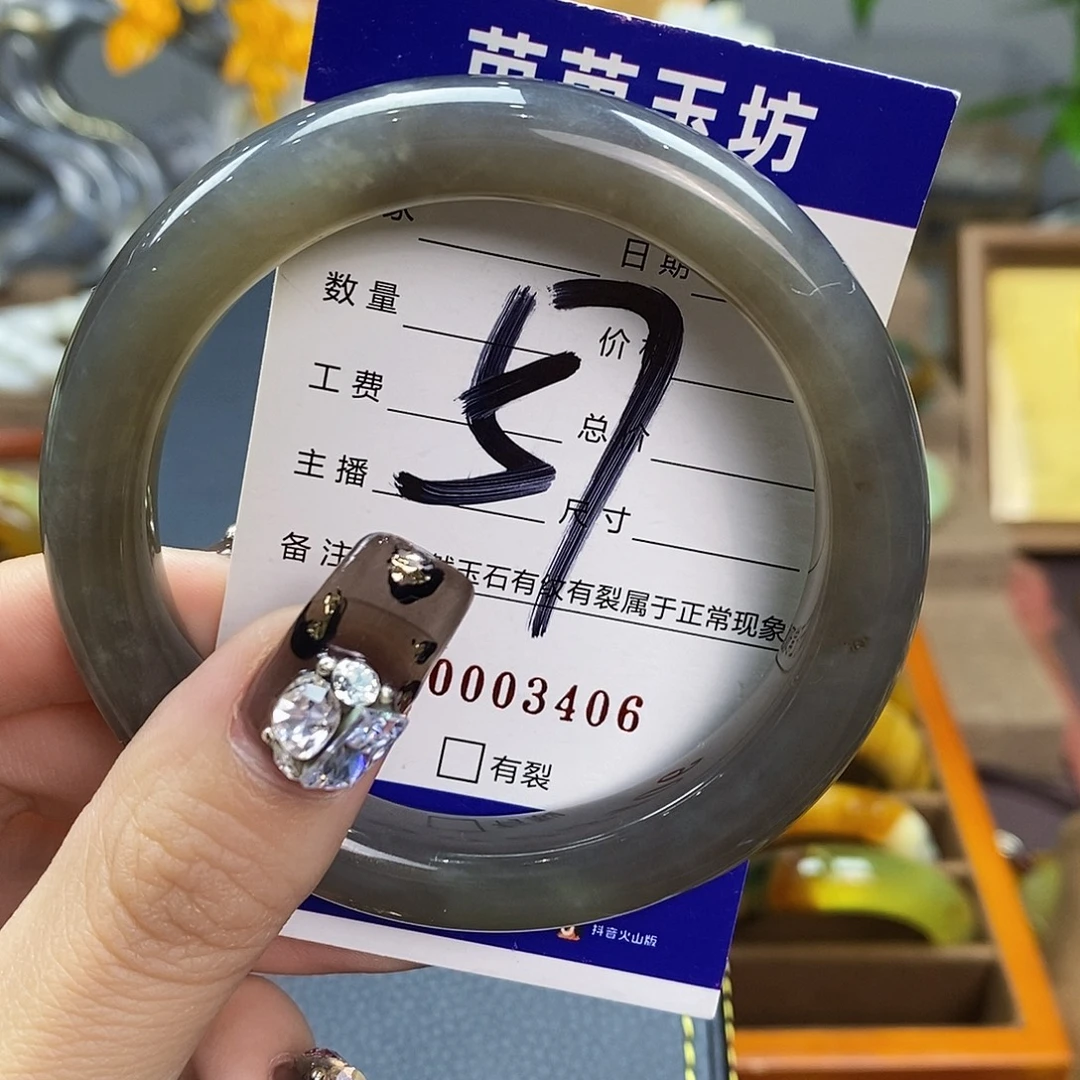 玉坊
日期
数量 价
工费 总价
主播 尺寸
备注 然玉石有纹有裂属于正常现象
57
0003406
□有裂
抖音火山版